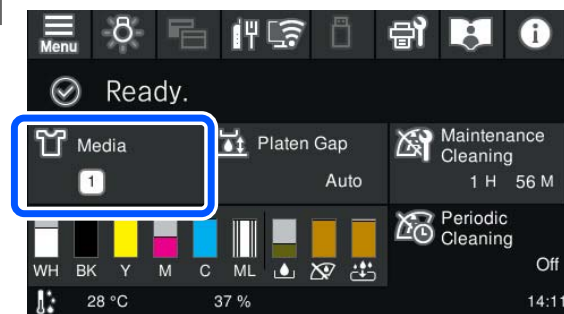 Menu
Ready.
Media
1
Platen Gap
Auto
Maintenance
Cleaning
1 H 56 M
Periodic
Cleaning
Off
WH BK Y M C ML
28 °C 37 % 14:11